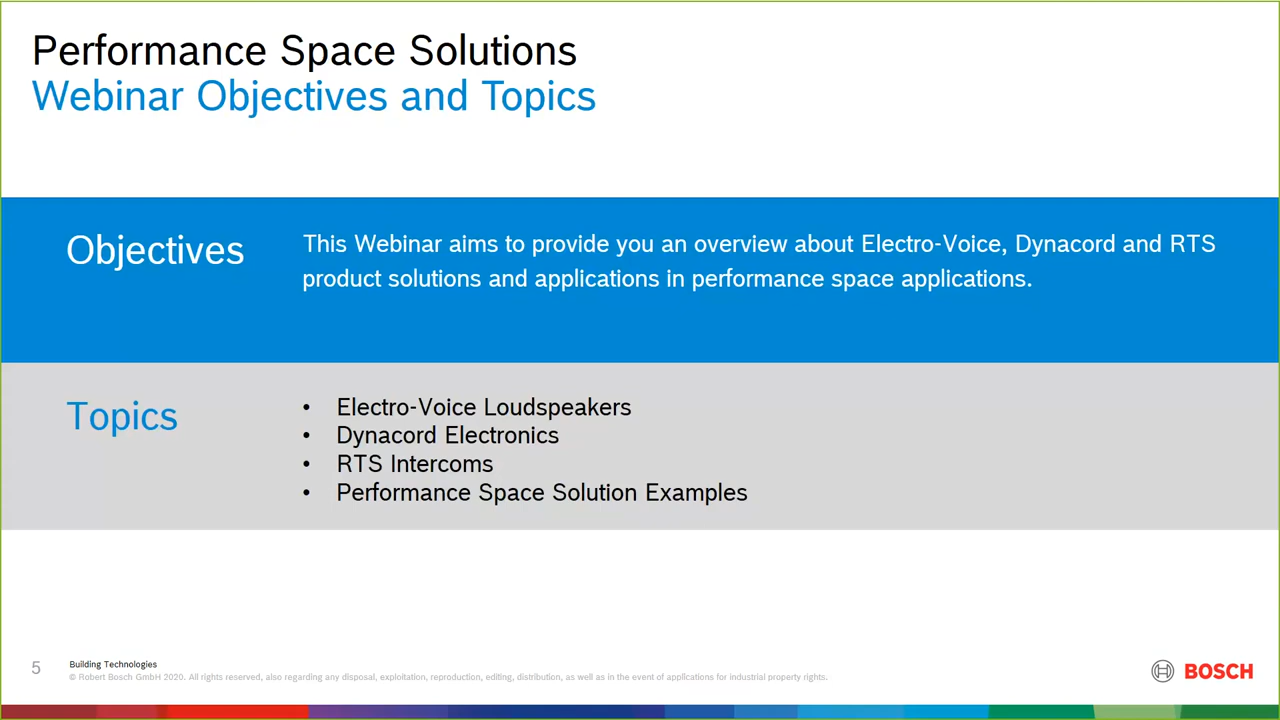 Performance Space Solutions
Webinar Objectives and Topics
Objectives
This Webinar aims to provide you an overview about Electro-Voice, Dynacord and RTS
product solutions and applications in performance space applications.
Topics
• Electro-Voice Loudspeakers
• Dynacord Electronics
• RTS Intercoms
• Performance Space Solution Examples
5
Building Technologies
© Robert Bosch GmbH 2020. All rights reserved, also regarding any disposal, exploitation, reproduction, editing, distribution, as well as in the event of applications for industrial property rights.
BOSCH